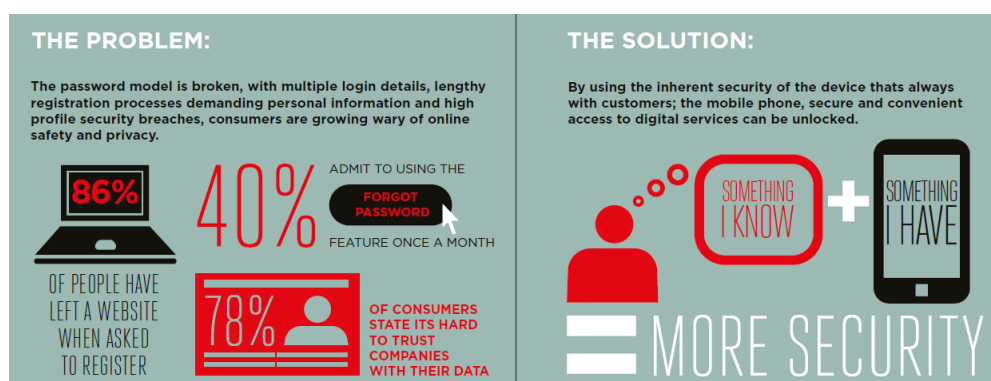 THE PROBLEM:
The password model is broken, with multiple login details, lengthy
registration processes demanding personal information and high
profile security breaches, consumers are growing wary of online
safety and privacy.
86%
OF PEOPLE HAVE
LEFT A WEBSITE
WHEN ASKED
TO REGISTER
40%
ADMIT TO USING THE
FORGOT
PASSWORD
FEATURE ONCE A MONTH
78%
OF CONSUMERS
STATE ITS HARD
TO TRUST
COMPANIES
WITH THEIR DATA
THE SOLUTION:
By using the inherent security of the device thats always
with customers; the mobile phone, secure and convenient
access to digital services can be unlocked.
SOMETHING
I KNOW
+
SOMETHING
I HAVE
= MORE SECURITY